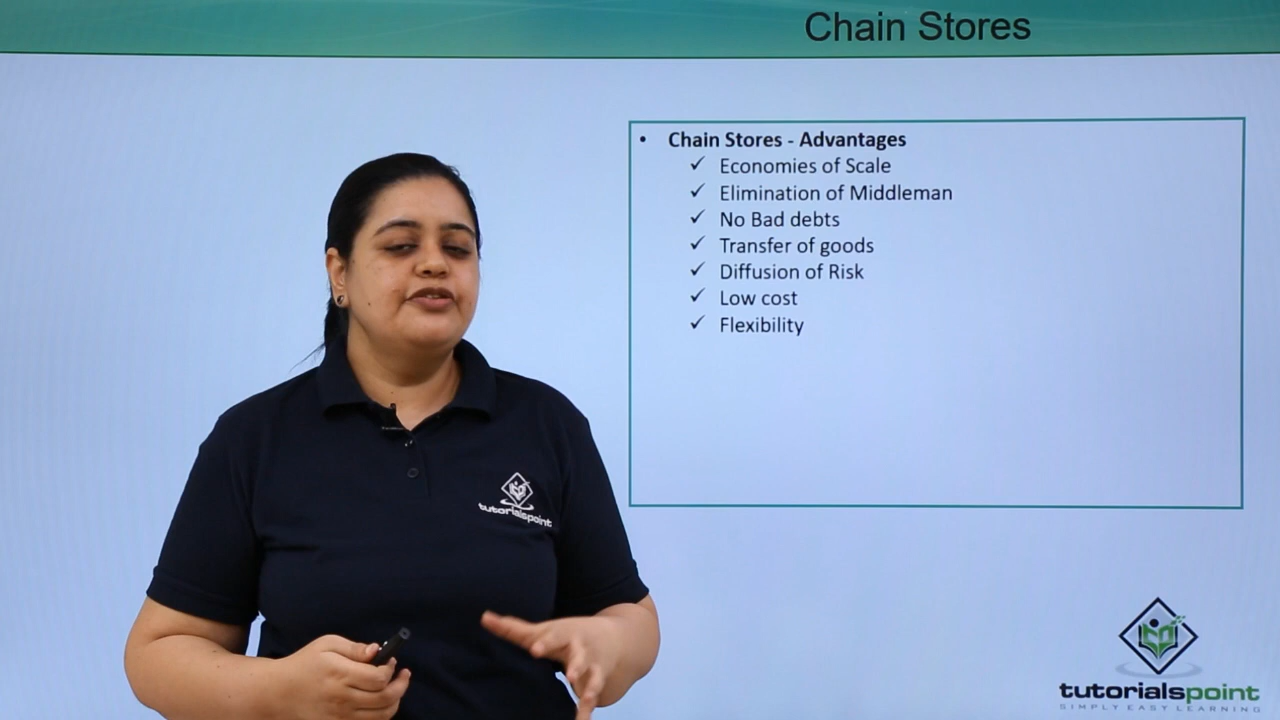 Chain Stores
• Chain Stores - Advantages
✓ Economies of Scale
✓ Elimination of Middleman
✓ No Bad debts
✓ Transfer of goods
✓ Diffusion of Risk
✓ Low cost
✓ Flexibility
tutorialspoint
tutorialspoint
SIMPLY EASY LEARNING